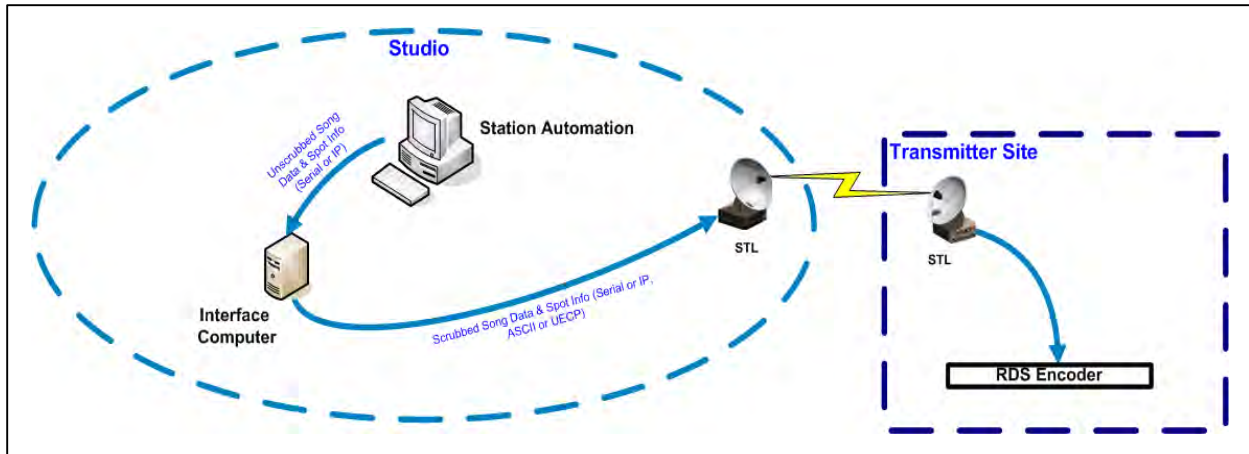 Studio
Station Automation
Unscrubbed Song
Data & Spot Info
(Serial or IP)
Interface
Computer
Scrubbed Song Data & Spot Info (Serial or IP,
ASCII or UECP)
STL
Transmitter Site
STL
RDS Encoder